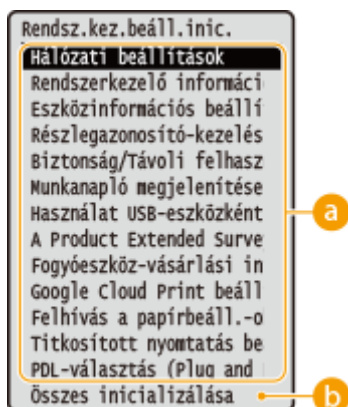 Rendsz.kez.beáll.inic.
Hálózati beállítások
Rendszerkezelő informáci
Eszközinformációs beállí
Részlegazonosító-kezelés
Biztonság/Távoli felhasz
Munkanapló megjelenítése
Használat USB-eszközként
A Product Extended Surve
Fogyóeszköz-vásárlási in
Google Cloud Print beáll
Felhívás a papírbeáll.-o
Titkosított nyomtatás be
PDL-választás (Plug and
Összes inicializálása
a
b